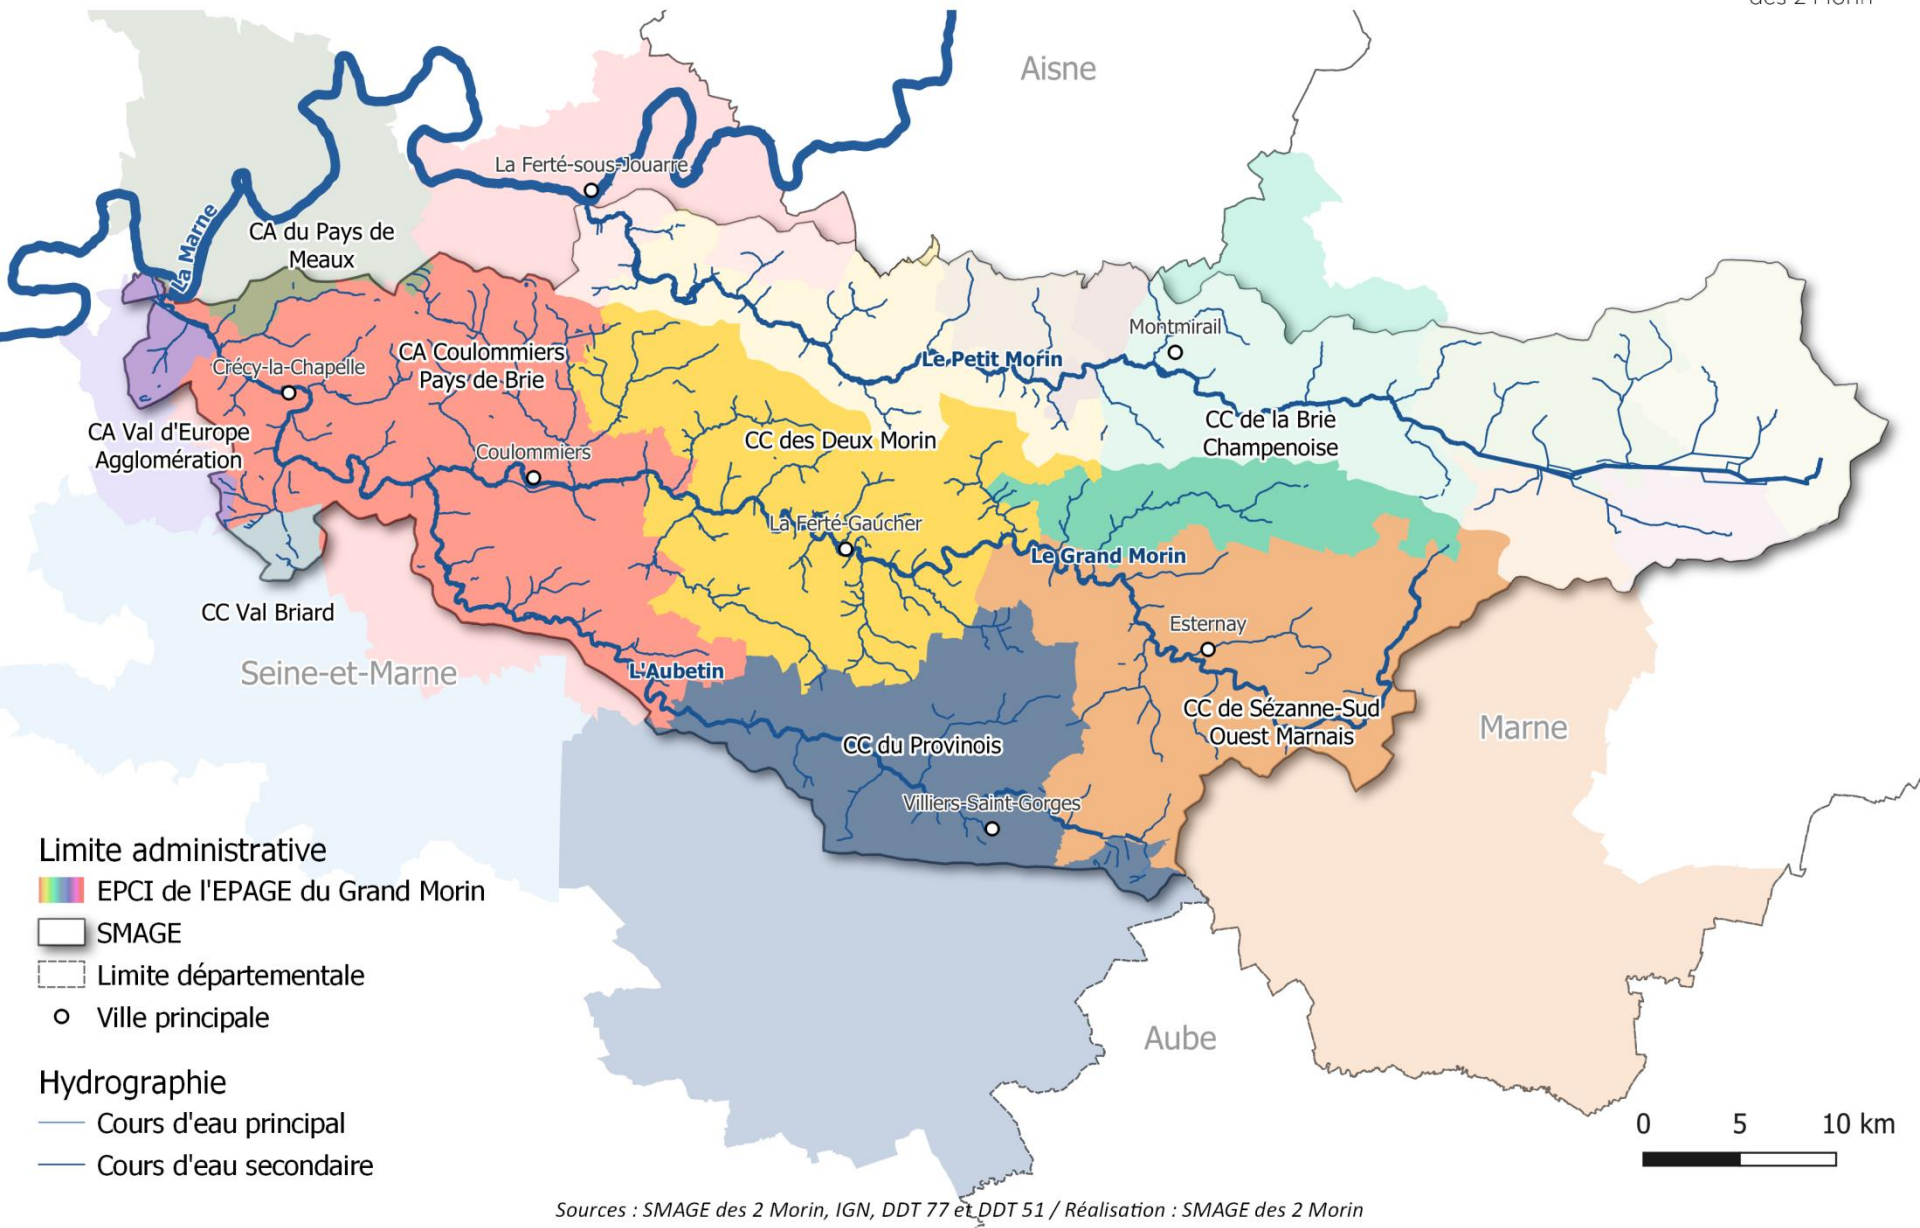 des 2 Morin
Aisne
La Ferté-sous-Jouarre
La Marne
CA du Pays de
Meaux
Montmirail
Le Petit Morin
CA Coulommiers
Pays de Brie
Crécy-la-Chapelle
CC de la Brie
Champenoise
CA Val d'Europe
Agglomération
CC des Deux Morin
Coulommiers
La Ferté-Gaucher
Le Grand Morin
CC Val Briard
Esternay
Seine-et-Marne
L'Aubetin
CC de Sézanne-Sud
Ouest Marnais
Marne
CC du Provinois
Villiers-Saint-Gorges
Limite administrative
EPCI de l'EPAGE du Grand Morin
SMAGE
Limite départementale
Ville principale
Aube
Hydrographie
Cours d'eau principal
Cours d'eau secondaire
0 5 10 km
Sources : SMAGE des 2 Morin, IGN, DDT 77 et DDT 51 / Réalisation : SMAGE des 2 Morin